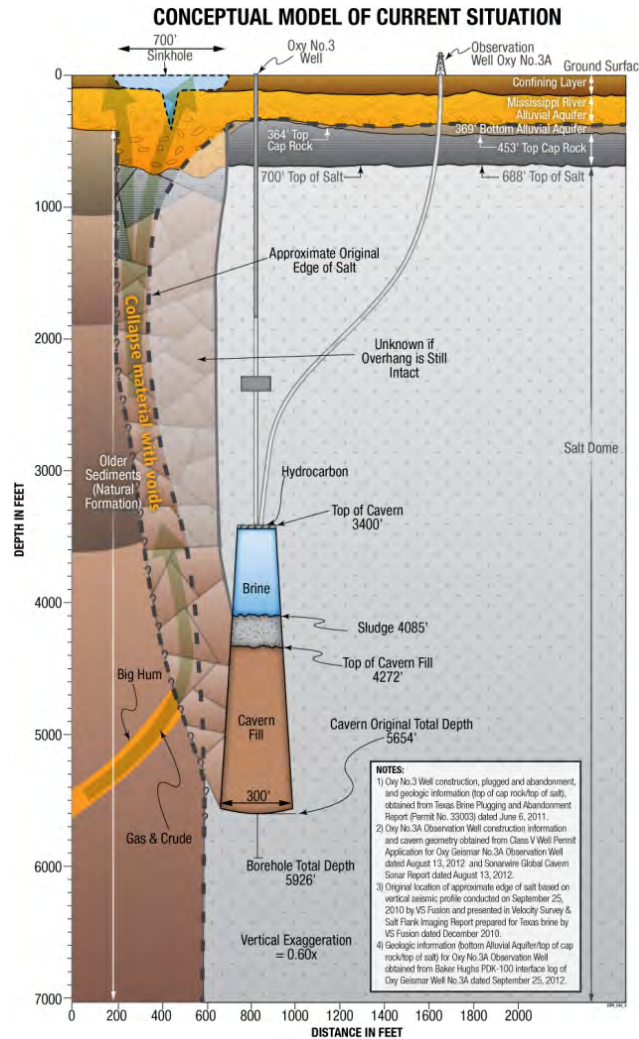 CONCEPTUAL MODEL OF CURRENT SITUATION
700'
Sinkhole
Oxy No.3
Well
Observation
Well Oxy No.3A
Ground Surfac
Confining Layer
Mississippi River
Alluvial Aquifer
364' Top
Cap Rock
369' Bottom Alluvial Aquifer
453' Top Cap Rock
700' Top of Salt
688' Top of Salt
Approximate Original
Edge of Salt
Collapse material with voids
Unknown if
Overhang is Still
Intact
Older
Sediments
(Natural
Formation)
Salt Dome
Hydrocarbon
Top of Cavern
3400'
Brine
Sludge 4085'
Top of Cavern Fill
4272'
Big Hum
Cavern
Fill
Cavern Original Total Depth
5654'
300'
Gas & Crude
Borehole Total Depth
5926'
Vertical Exaggeration
= 0.60x
NOTES:
1) Oxy No.3 Well construction, plugged and abandonment,
and geologic information (top of cap rock/top of salt),
obtained from Texas Brine Plugging and Abandonment
Report (Permit No. 33003) dated June 6, 2011.
2) Oxy No.3A Observation Well construction information
and cavern geometry obtained from Class V Well Permit
Application for Oxy Geismar No.3A Observation Well
dated August 13, 2012 and Sonarwire Global Cavern
Sonar Report dated August 13, 2012.
3) Original location of approximate edge of salt based on
vertical seismic profile conducted on September 25,
2010 by VS Fusion and presented in Velocity Survey &
Salt Flank Imaging Report prepared for Texas brine by
VS Fusion dated December 2010.
4) Geologic information (bottom Alluvial Aquifer/top of cap
rock/top of salt) for Oxy No.3A Observation Well
obtained from Baker Hughs PDK-100 interface log of
Oxy Geismar Well No.3A dated September 25, 2012.
DEPTH IN FEET
0
1000
2000
3000
4000
5000
6000
7000
0 200 400 600 800 1000 1200 1400 1600 1800 2000
DISTANCE IN FEET